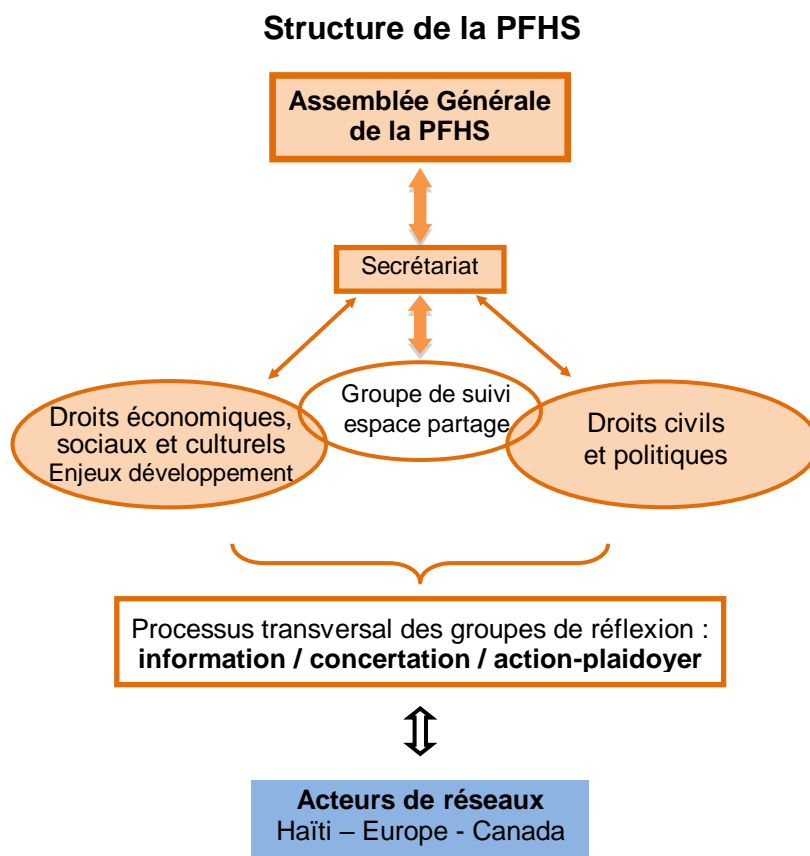 Structure de la PFHS
Assemblée Générale
de la PFHS
Secrétariat
Droits économiques,
sociaux et culturels
Enjeux développement
Groupe de suivi
espace partage
Droits civils
et politiques
Processus transversal des groupes de réflexion :
information / concertation / action-plaidoyer
Acteurs de réseaux
Haïti – Europe - Canada